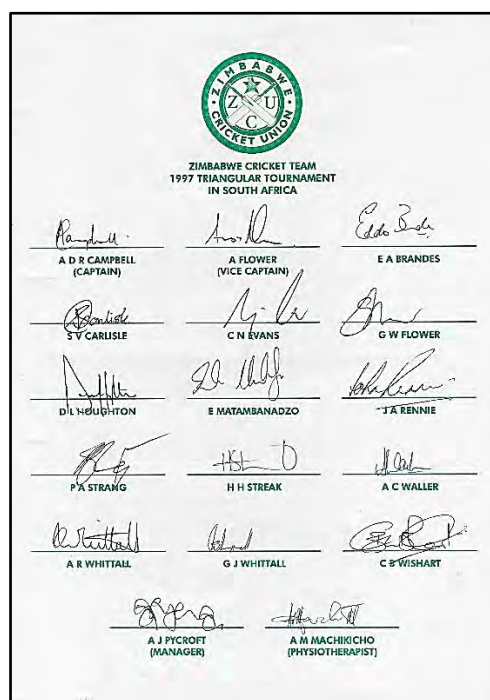 ZIMBABWE
Z U
C
CRICKET UNION
ZIMBABWE CRICKET TEAM
1997 TRIANGULAR TOURNAMENT
IN SOUTH AFRICA
A D R CAMPBELL
(CAPTAIN)
A FLOWER
(VICE CAPTAIN)
E A BRANDES
S V CARLISLE
C N EVANS
G W FLOWER
D L HOUGHTON
E MATAMBANADZO
J A RENNIE
P A STRANG
H H STREAK
A C WALLER
A R WHITTALL
G J WHITTALL
C B WISHART
A J PYCROFT
(MANAGER)
A M MACHIKICHO
(PHYSIOTHERAPIST)